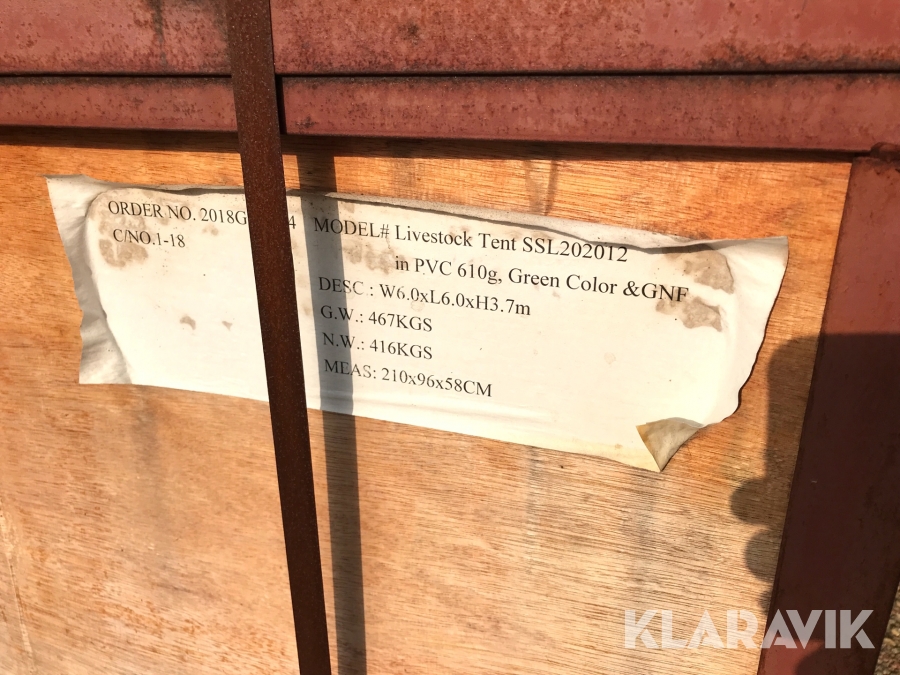 ORDER NO. 2018G 4 MODEL# Livestock Tent SSL202012
C/NO.1-18
in PVC 610g, Green Color &GNF
DESC : W6.0xL6.0xH3.7m
G.W.: 467KGS
N.W.: 416KGS
MEAS: 210x96x58CM
KLARAVIK